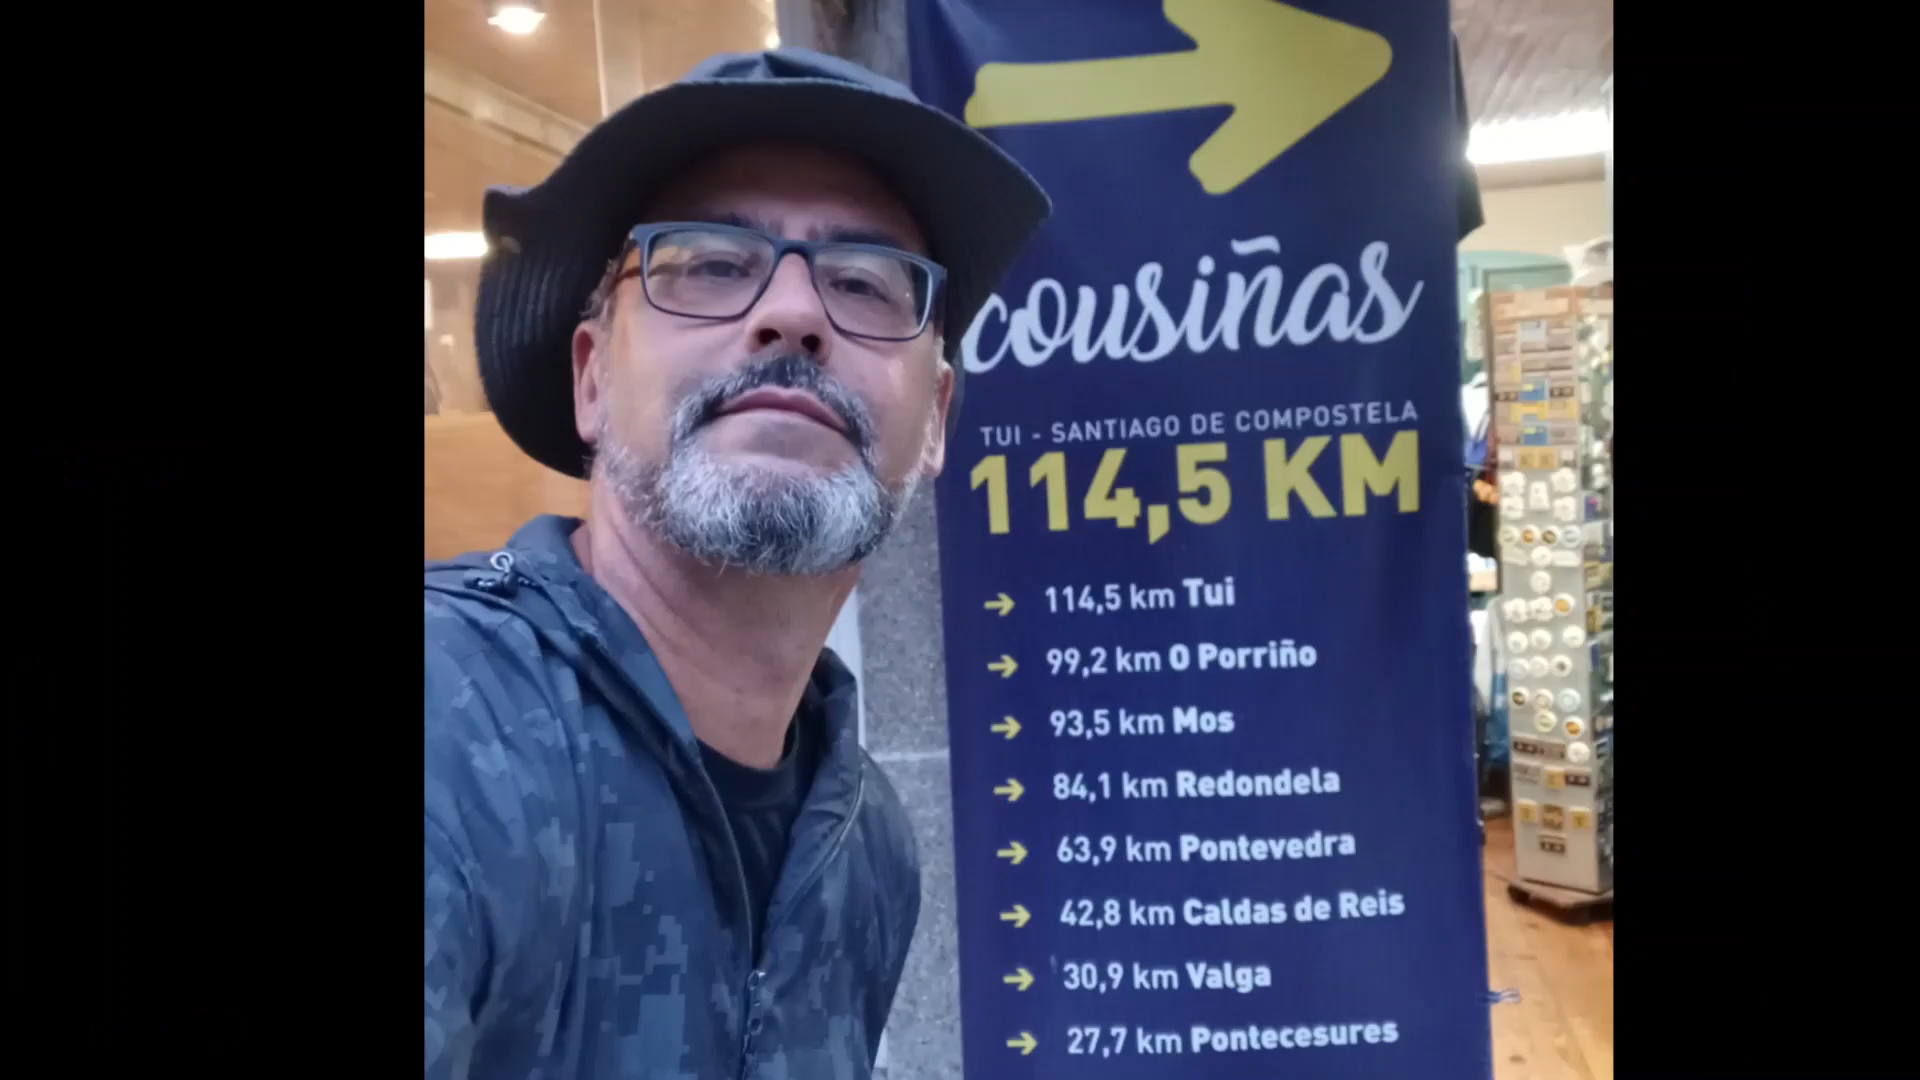 cousiñas
TUI - SANTIAGO DE COMPOSTELA
114,5 KM
➔ 114,5 km Tui
➔ 99,2 km O Porriño
➔ 93,5 km Mos
➔ 84,1 km Redondela
➔ 63,9 km Pontevedra
➔ 42,8 km Caldas de Reis
➔ 30,9 km Valga
➔ 27,7 km Pontecesures